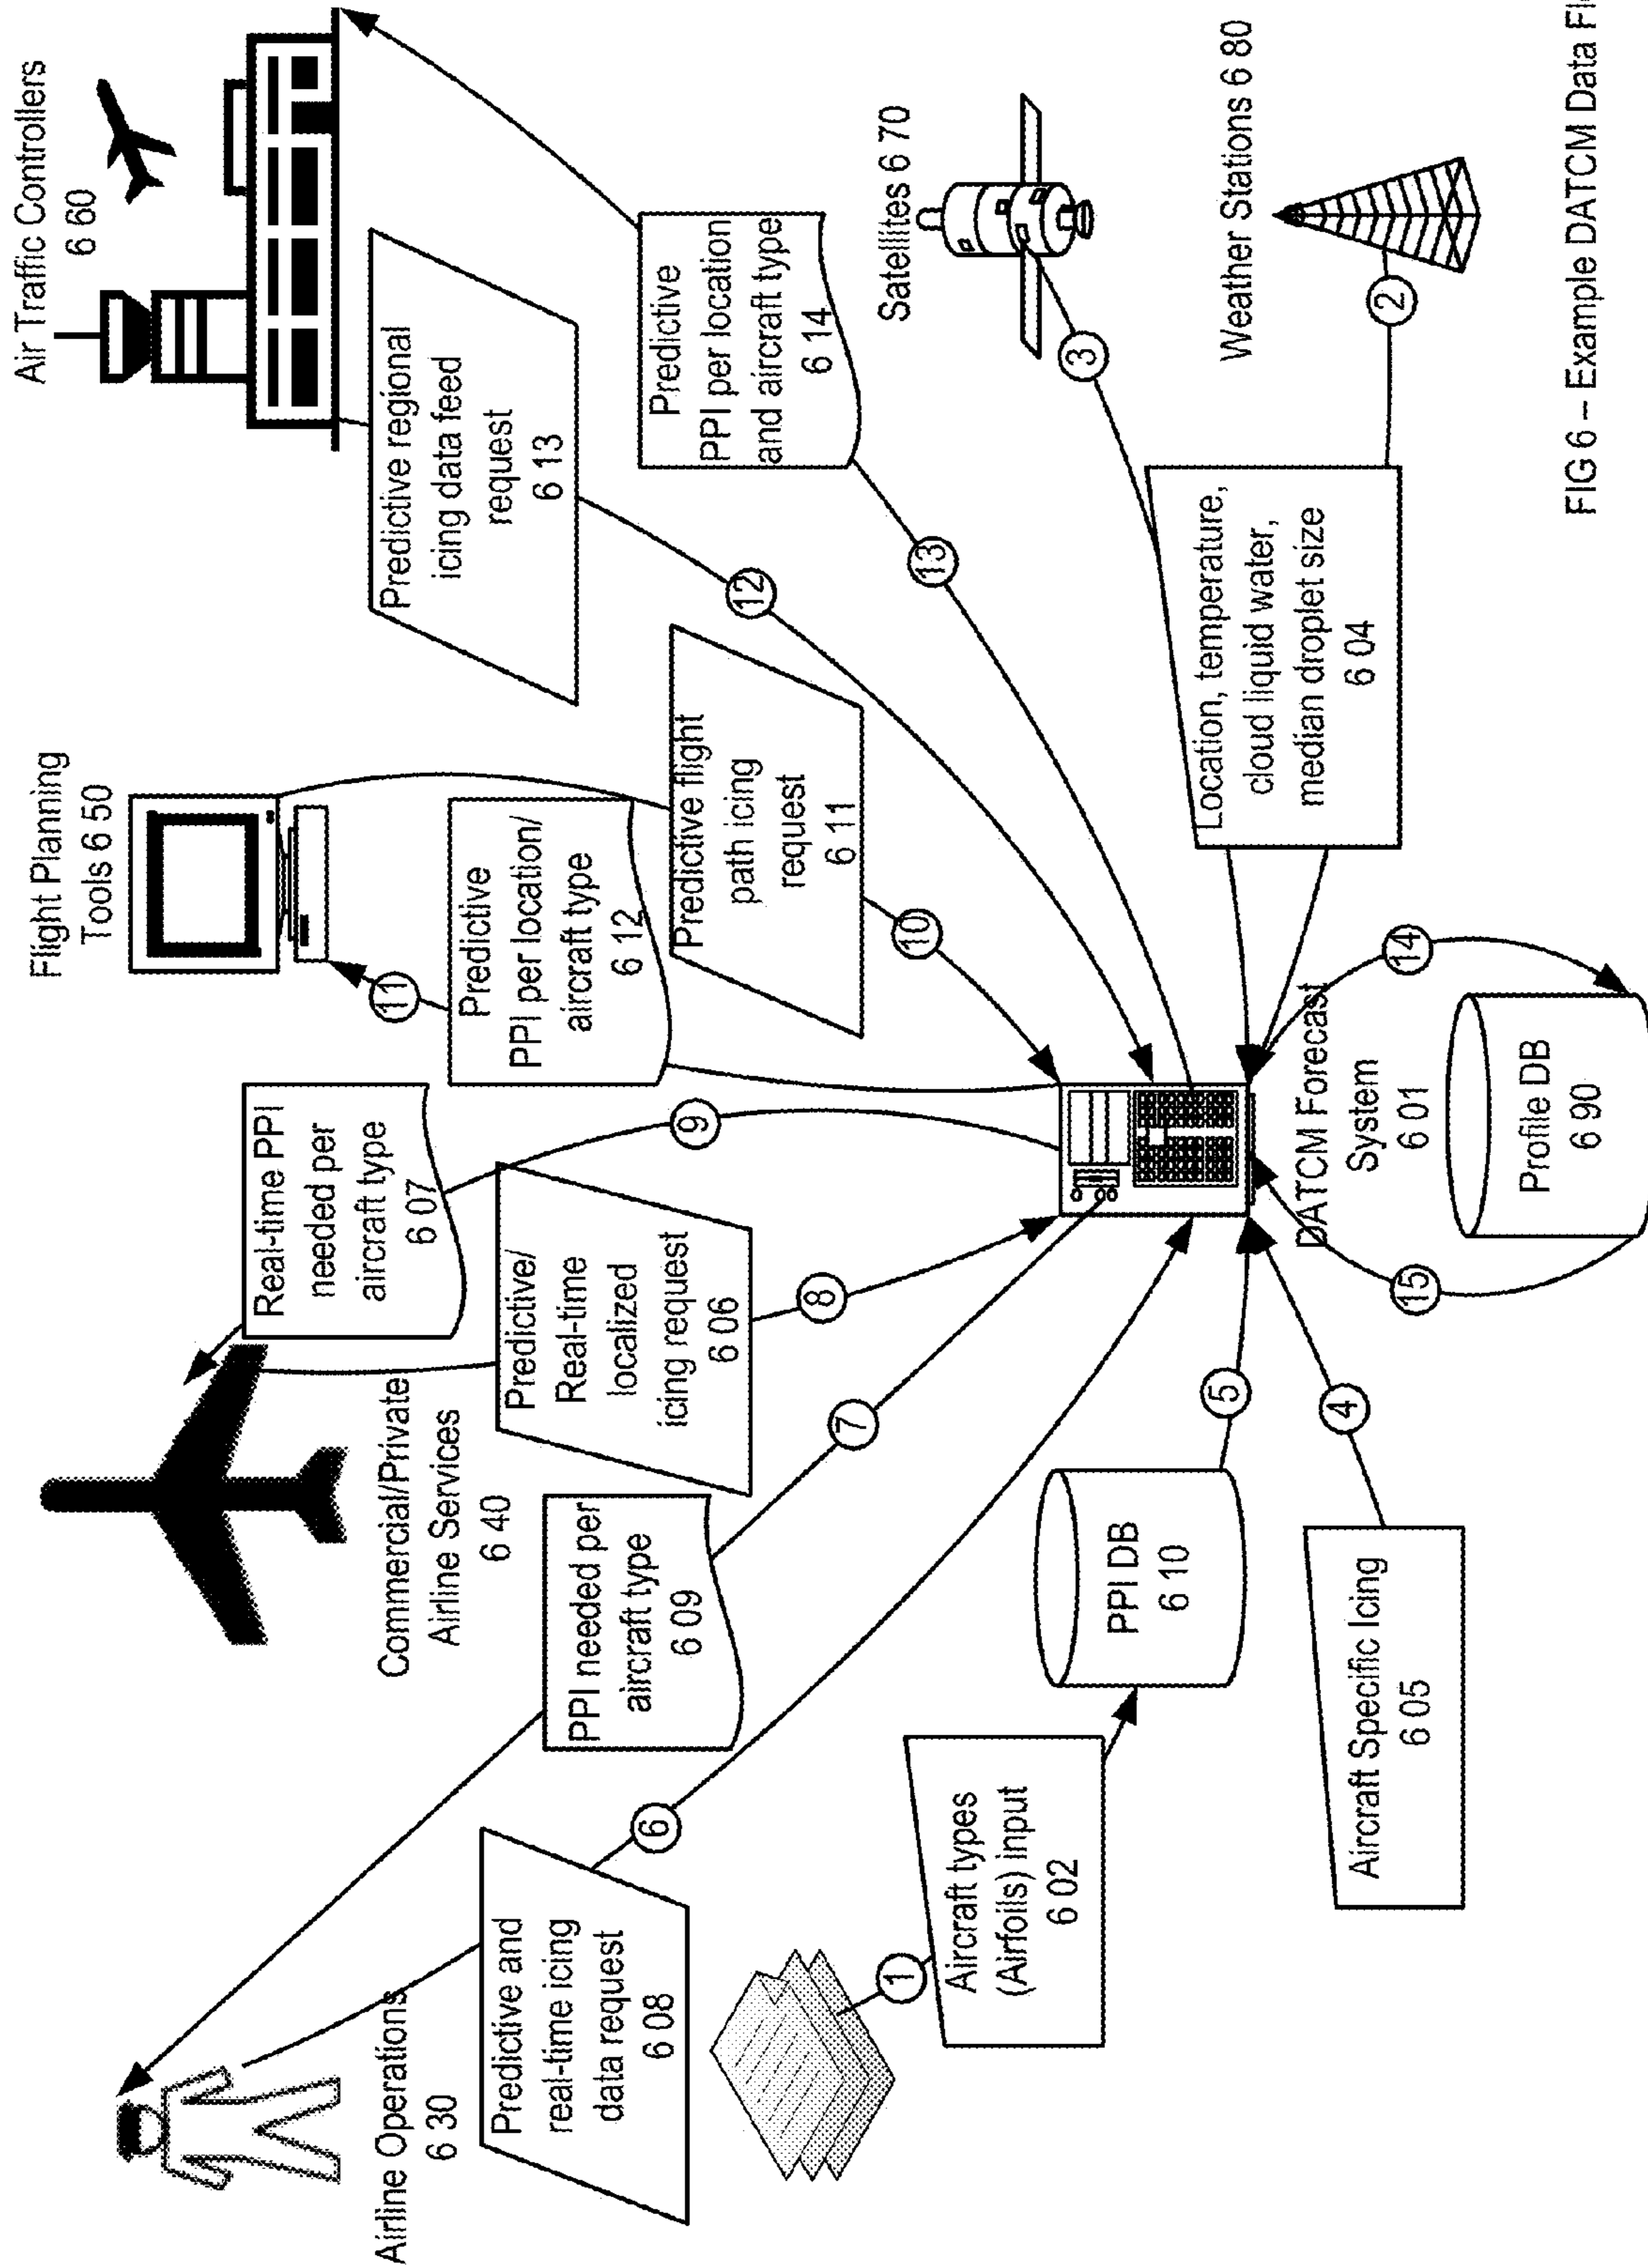 Airline Operations
6 30
Commercial/Private
Airline Services
6 40
Flight Planning
Tools 6 50
Air Traffic Controllers
6 60
Predictive and
real-time icing
data request
6 08
PPI needed per
aircraft type
6 09
Real-time PPI
needed per
aircraft type
6 07
Predictive/
Real-time
localized
icing request
6 06
11
Predictive
PPI per location/
aircraft type
6 12
Predictive flight
path icing
request
6 11
Predictive regional
icing data feed
request
6 13
Predictive
PPI per location
and aircraft type
6 14
1
6
7
8
9
10
12
13
Aircraft types
(Airfoils) input
6 02
PPI DB
6 10
5
4
Aircraft Specific Icing
6 05
DATCM Forecast
System
6 01
15
14
Profile DB
6 90
Location, temperature,
cloud liquid water,
median droplet size
6 04
3
2
Satellites 6 70
Weather Stations 6 80
FIG 6 – Example DATCM Data